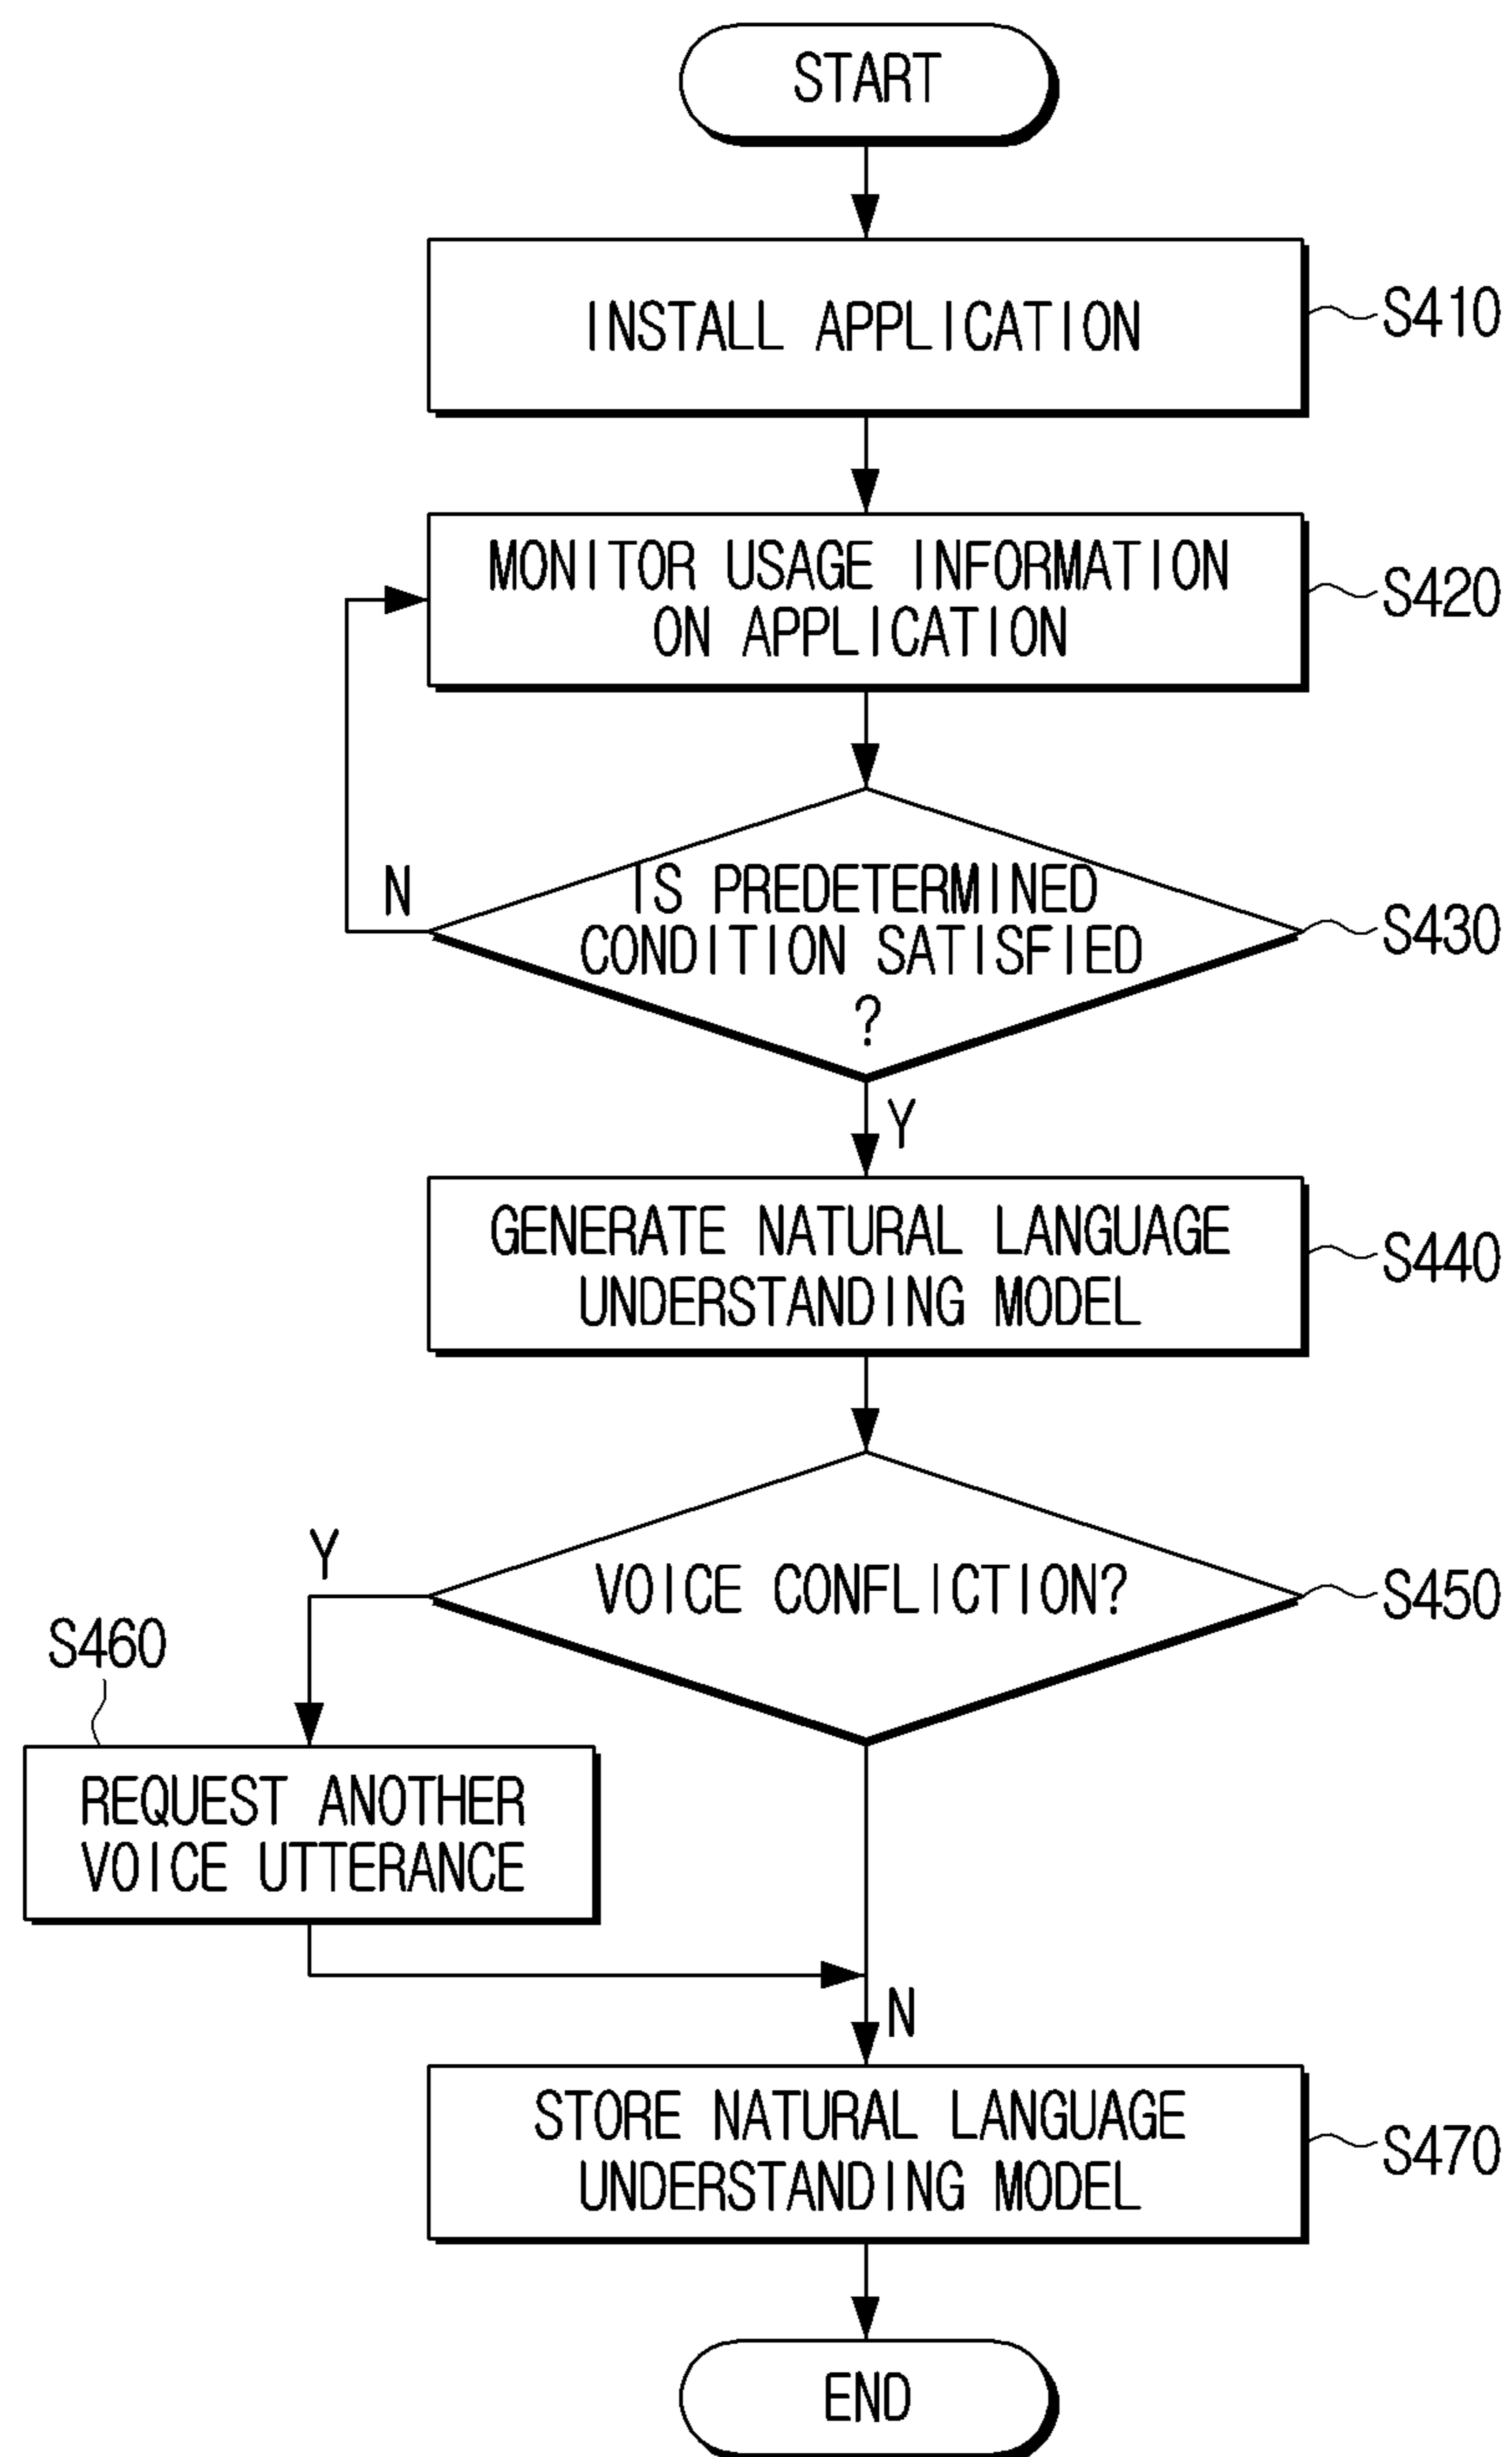 START
INSTALL APPLICATION
S410
MONITOR USAGE INFORMATION
ON APPLICATION
S420
N
IS PREDETERMINED
CONDITION SATISFIED
?
S430
Y
GENERATE NATURAL LANGUAGE
UNDERSTANDING MODEL
S440
Y
VOICE CONFLICTION?
S450
S460
REQUEST ANOTHER
VOICE UTTERANCE
N
STORE NATURAL LANGUAGE
UNDERSTANDING MODEL
S470
END